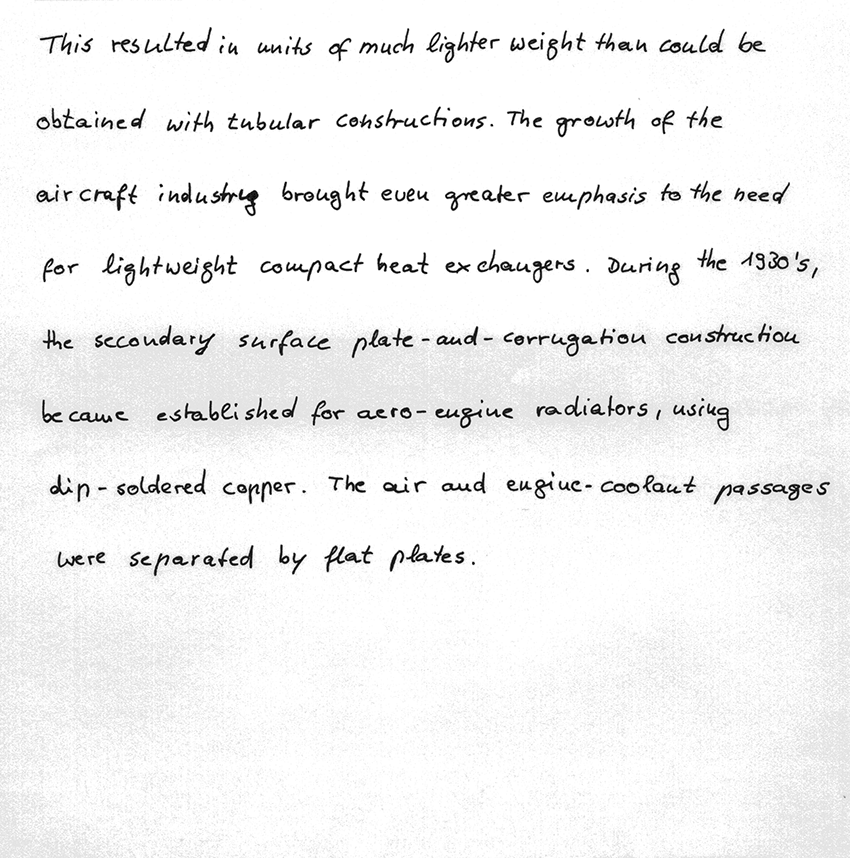 This resulted in units of much lighter weight than could be
obtained with tubular constructions. The growth of the
aircraft industry brought even greater emphasis to the need
for lightweight compact heat exchangers. During the 1930's,
the secondary surface plate-and-corrugation construction
became established for aero-engine radiators, using
dip-soldered copper. The air and engine-coolant passages
were separated by flat plates.